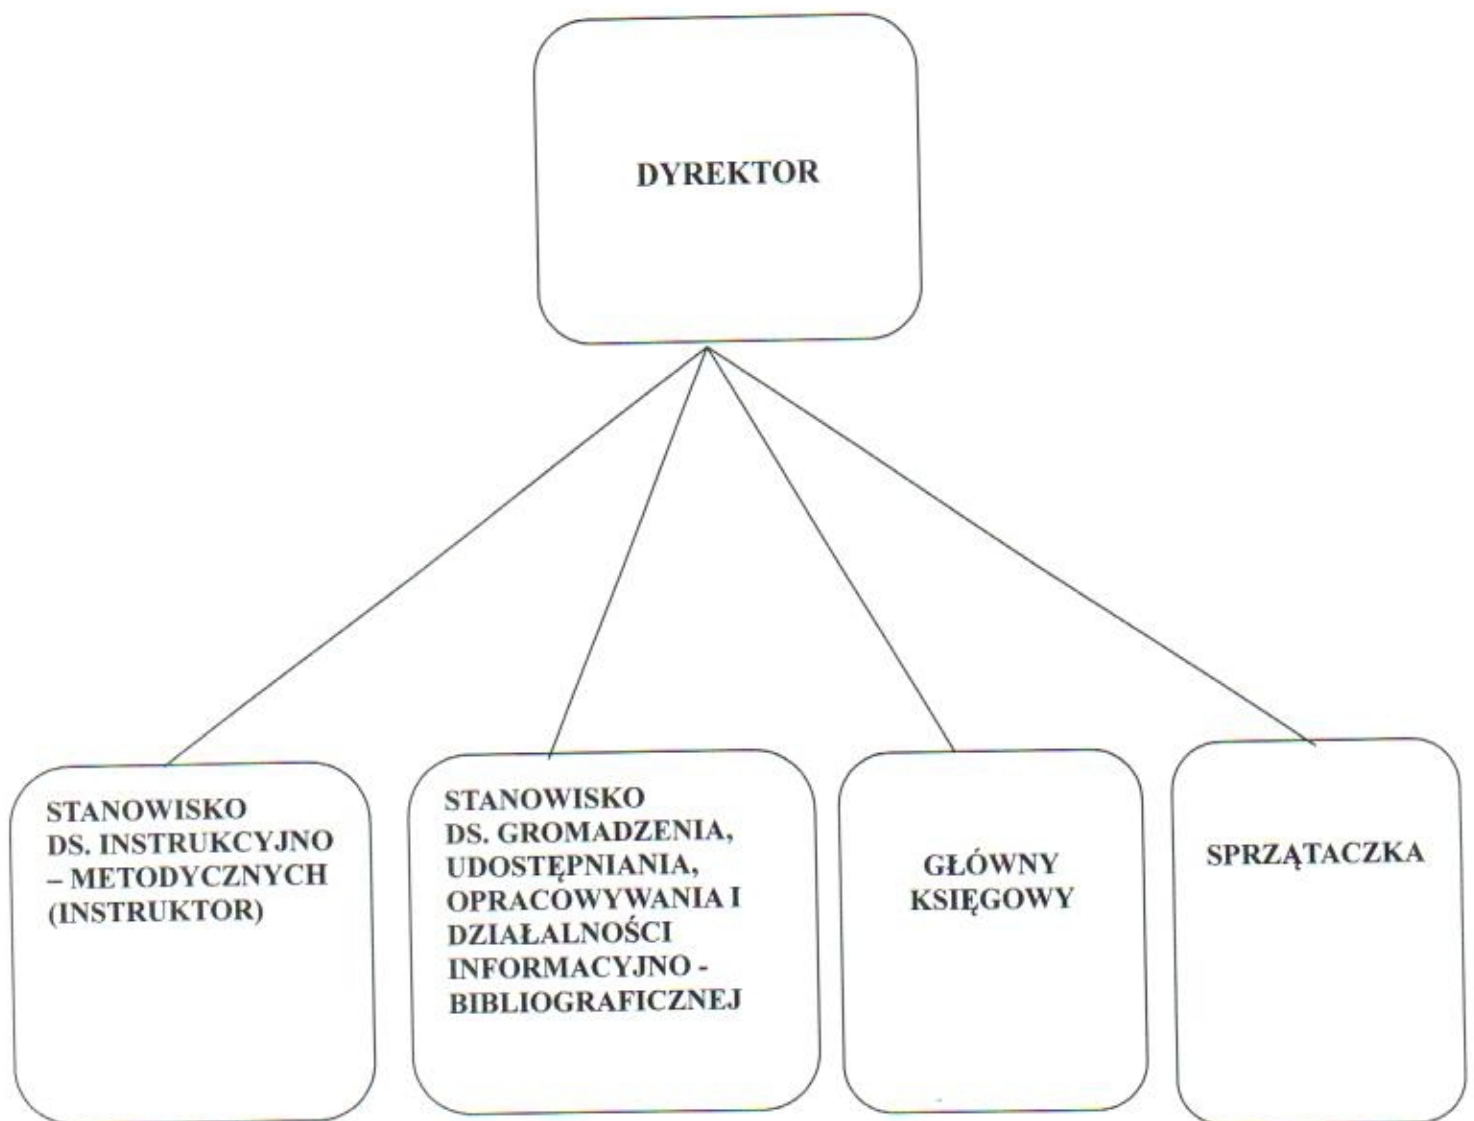 DYREKTOR
STANOWISKO
DS. INSTRUKCYJNO
– METODYCZNYCH
(INSTRUKTOR)
STANOWISKO
DS. GROMADZENIA,
UDOSTĘPNIANIA,
OPRACOWYWANIA I
DZIAŁALNOŚCI
INFORMACYJNO -
BIBLIOGRAFICZNEJ
GŁÓWNY
KSIĘGOWY
SPRZĄTACZKA